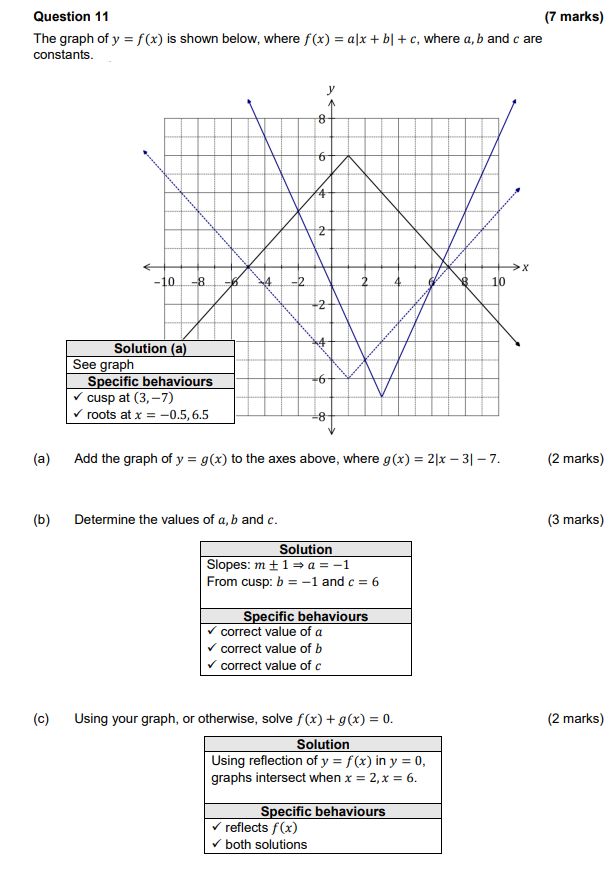 Question 11 (7 marks)
The graph of y = f(x) is shown below, where f(x) = a|x + b| + c, where a, b and c are
constants.
y
8
6
4
2
x
-10 -8 -6 -4 -2 2 4 6 8 10
-2
-4
-6
-8
Solution (a)
See graph
Specific behaviours
✓ cusp at (3, −7)
✓ roots at x = −0.5, 6.5
(a) Add the graph of y = g(x) to the axes above, where g(x) = 2|x − 3| − 7. (2 marks)
(b) Determine the values of a, b and c. (3 marks)
Solution
Slopes: m ± 1 ⇒ a = −1
From cusp: b = −1 and c = 6
Specific behaviours
✓ correct value of a
✓ correct value of b
✓ correct value of c
(c) Using your graph, or otherwise, solve f(x) + g(x) = 0. (2 marks)
Solution
Using reflection of y = f(x) in y = 0,
graphs intersect when x = 2, x = 6.
Specific behaviours
✓ reflects f(x)
✓ both solutions